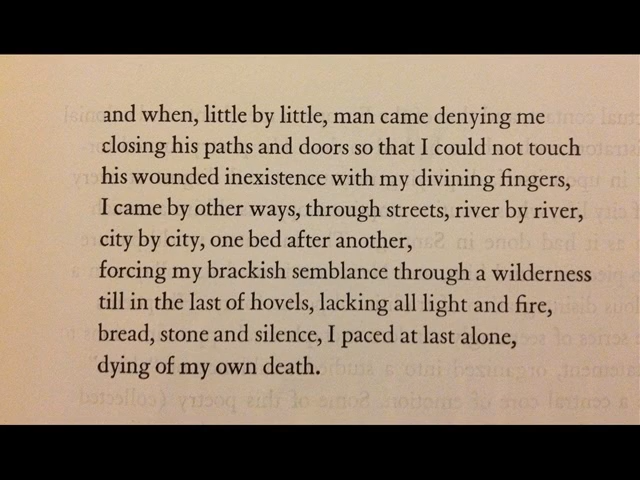 and when, little by little, man came denying me
closing his paths and doors so that I could not touch
his wounded inexistence with my divining fingers,
I came by other ways, through streets, river by river,
city by city, one bed after another,
forcing my brackish semblance through a wilderness
till in the last of hovels, lacking all light and fire,
bread, stone and silence, I paced at last alone,
dying of my own death.